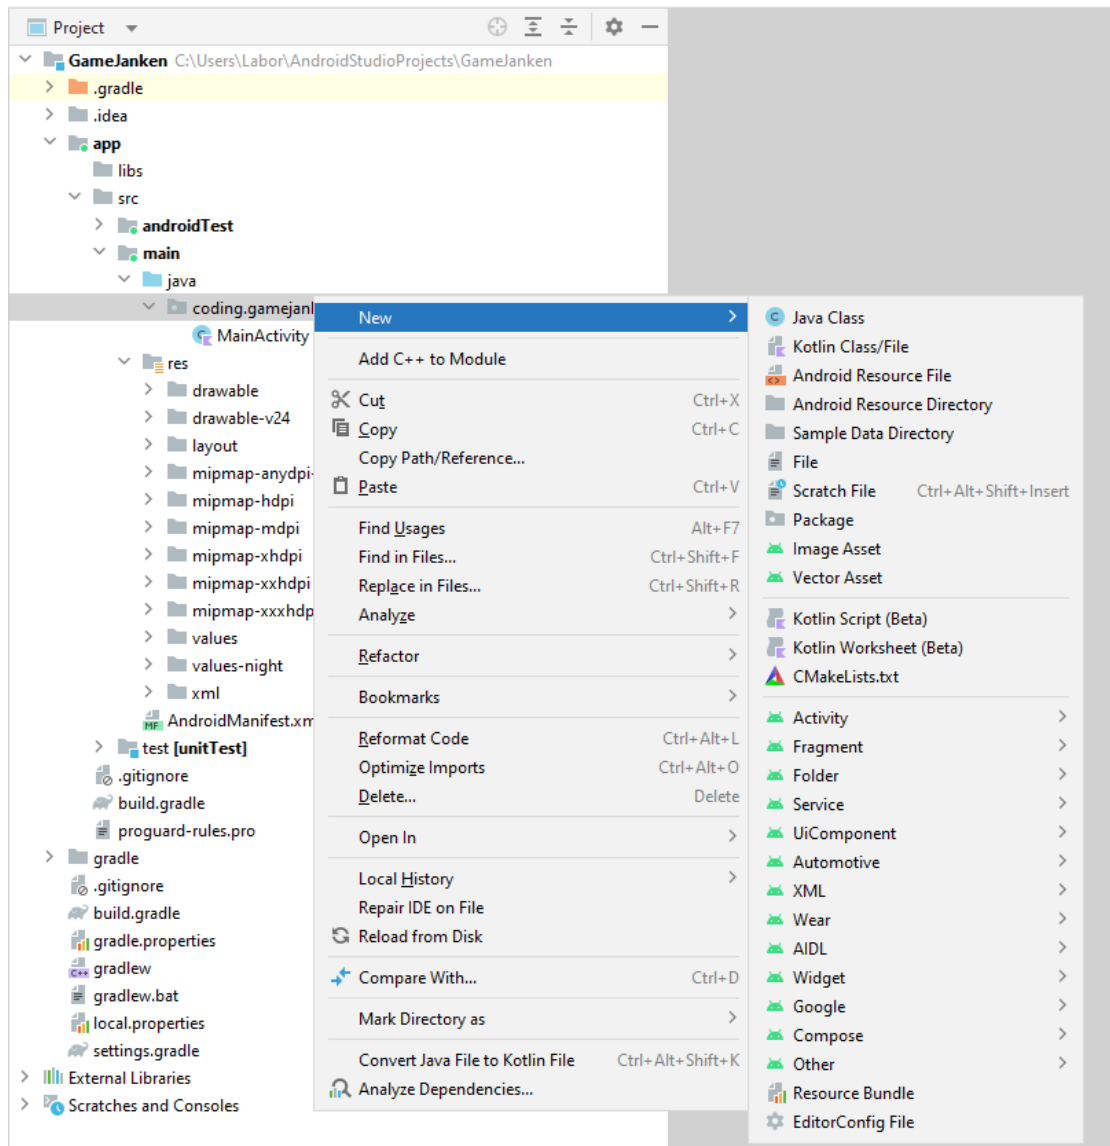 Project
GameJanken C:\Users\Labor\AndroidStudioProjects\GameJanken
.gradle
.idea
app
libs
src
androidTest
main
java
coding.gamejan
MainActivity
res
drawable
drawable-v24
layout
mipmap-anydpi-
mipmap-hdpi
mipmap-mdpi
mipmap-xhdpi
mipmap-xxhdpi
mipmap-xxxhdp
values
values-night
xml
MF AndroidManifest.xm
test [unitTest]
.gitignore
build.gradle
proguard-rules.pro
gradle
.gitignore
build.gradle
gradle.properties
C++ gradlew
gradlew.bat
local.properties
settings.gradle
External Libraries
Scratches and Consoles
New
Add C++ to Module
Cut Ctrl+X
Copy Ctrl+C
Copy Path/Reference...
Paste Ctrl+V
Find Usages Alt+F7
Find in Files... Ctrl+Shift+F
Replace in Files... Ctrl+Shift+R
Analyze
Refactor
Bookmarks
Reformat Code Ctrl+Alt+L
Optimize Imports Ctrl+Alt+O
Delete... Delete
Open In
Local History
Repair IDE on File
Reload from Disk
Compare With... Ctrl+D
Mark Directory as
Convert Java File to Kotlin File Ctrl+Alt+Shift+K
Analyze Dependencies...
C Java Class
Kotlin Class/File
Android Resource File
Android Resource Directory
Sample Data Directory
File
Scratch File Ctrl+Alt+Shift+Insert
Package
Image Asset
Vector Asset
Kotlin Script (Beta)
Kotlin Worksheet (Beta)
CMakeLists.txt
Activity
Fragment
Folder
Service
UiComponent
Automotive
XML
Wear
AIDL
Widget
Google
Compose
Other
Resource Bundle
EditorConfig File